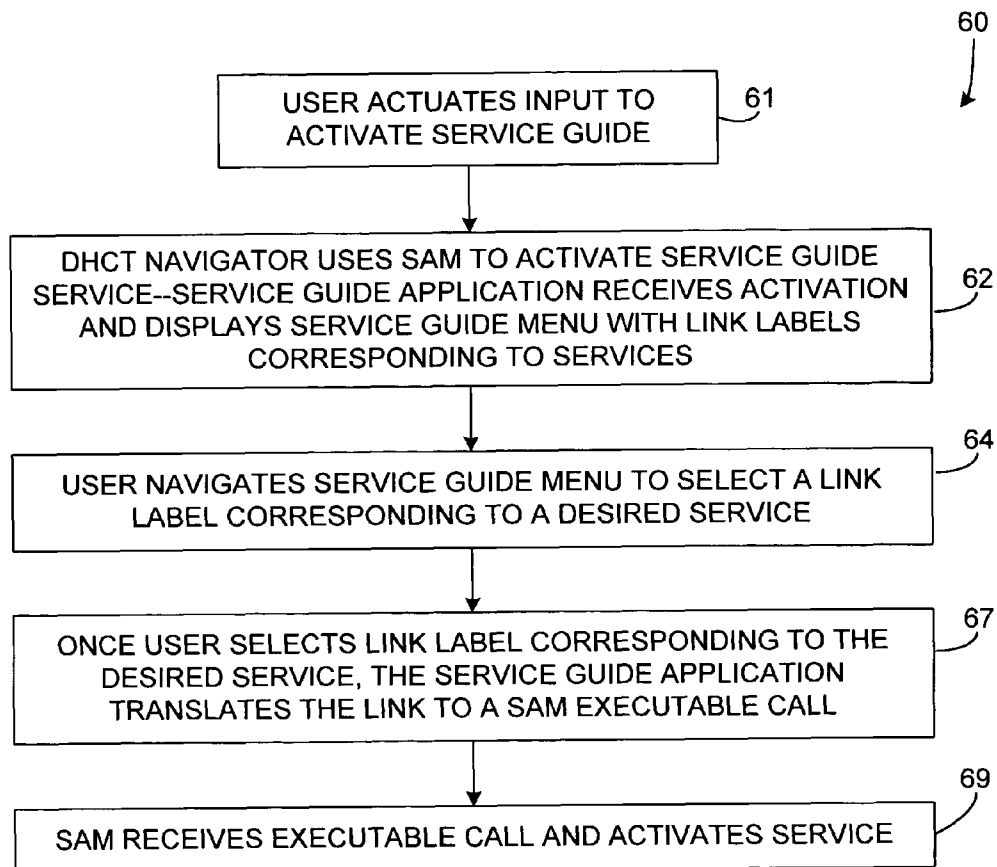 60
USER ACTUATES INPUT TO
ACTIVATE SERVICE GUIDE
61
DHCT NAVIGATOR USES SAM TO ACTIVATE SERVICE GUIDE
SERVICE--SERVICE GUIDE APPLICATION RECEIVES ACTIVATION
AND DISPLAYS SERVICE GUIDE MENU WITH LINK LABELS
CORRESPONDING TO SERVICES
62
USER NAVIGATES SERVICE GUIDE MENU TO SELECT A LINK
LABEL CORRESPONDING TO A DESIRED SERVICE
64
ONCE USER SELECTS LINK LABEL CORRESPONDING TO THE
DESIRED SERVICE, THE SERVICE GUIDE APPLICATION
TRANSLATES THE LINK TO A SAM EXECUTABLE CALL
67
SAM RECEIVES EXECUTABLE CALL AND ACTIVATES SERVICE
69